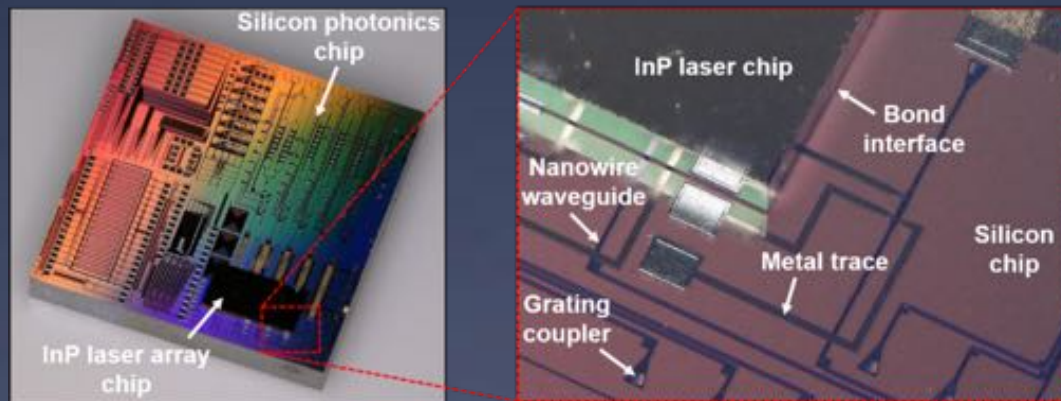 Silicon photonics
chip
InP laser array
chip
InP laser chip
Bond
interface
Nanowire
waveguide
Silicon
chip
Metal trace
Grating
coupler